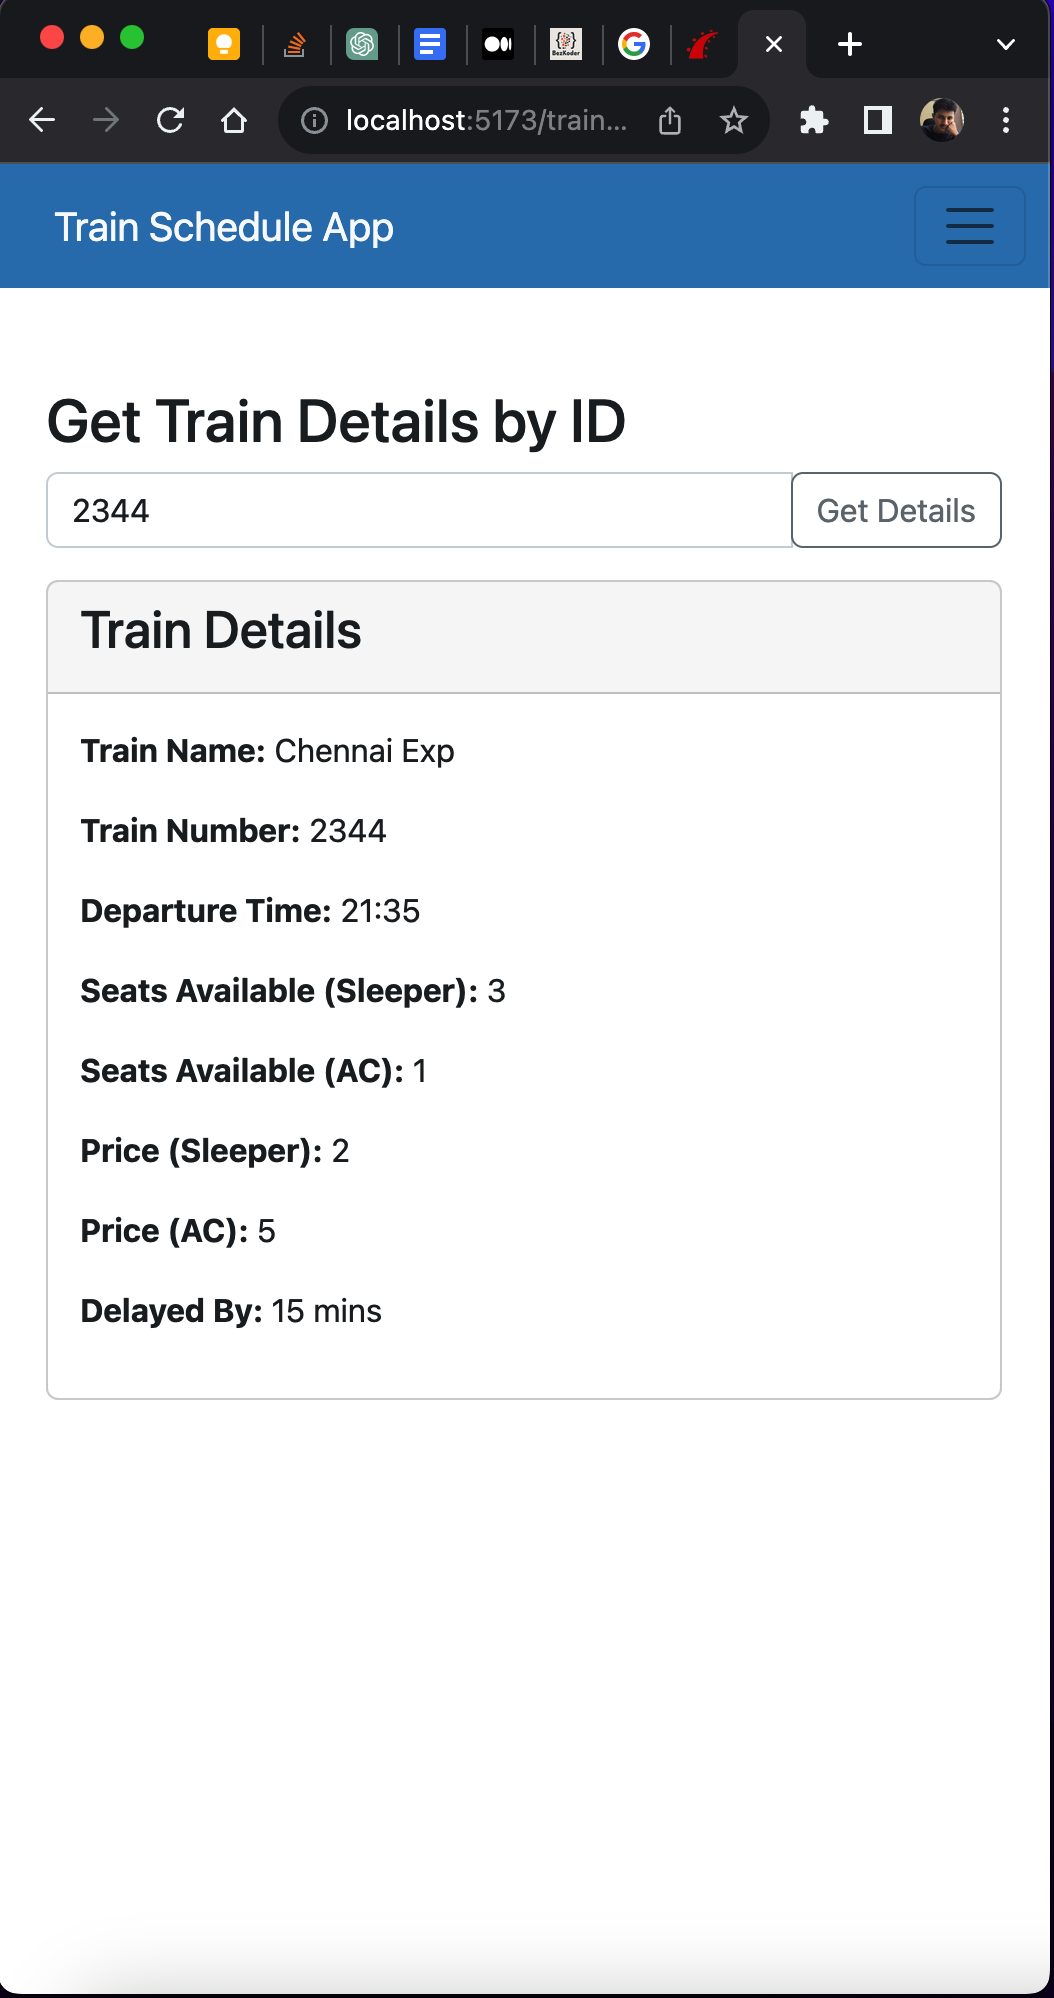 localhost:5173/train...
Train Schedule App
Get Train Details by ID
2344
Get Details
Train Details
Train Name: Chennai Exp
Train Number: 2344
Departure Time: 21:35
Seats Available (Sleeper): 3
Seats Available (AC): 1
Price (Sleeper): 2
Price (AC): 5
Delayed By: 15 mins